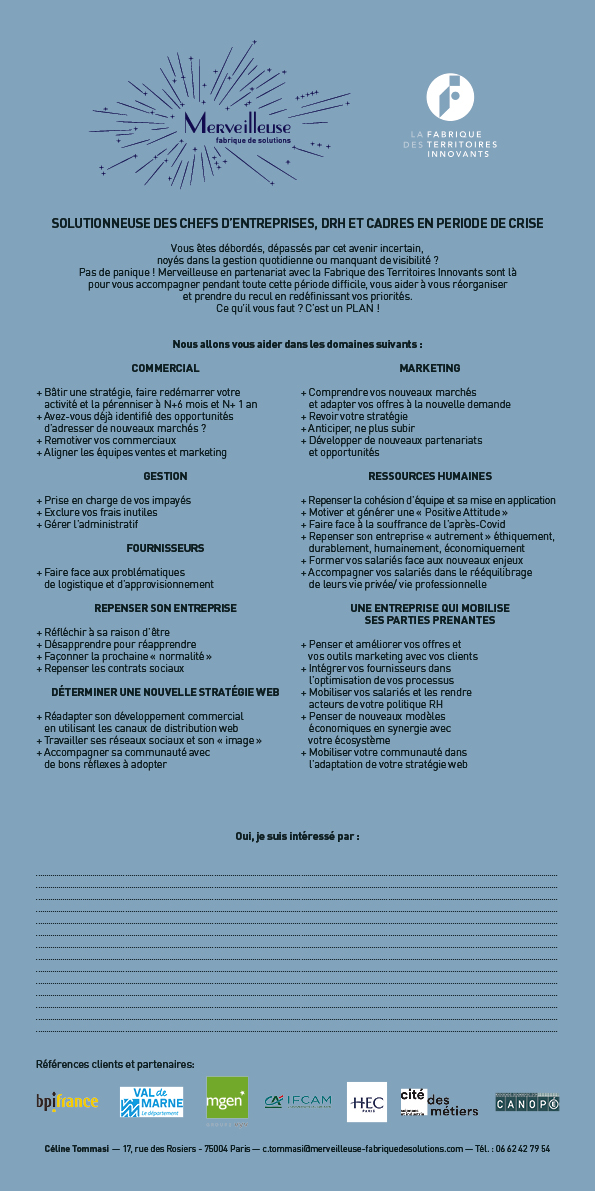 Merveilleuse
fabrique de solutions
LA FABRIQUE
DES TERRITOIRES
INNOVANTS
SOLUTIONNEUSE DES CHEFS D'ENTREPRISES, DRH ET CADRES EN PERIODE DE CRISE
Vous êtes débordés, dépassés par cet avenir incertain,
noyés dans la gestion quotidienne ou manquant de visibilité ?
Pas de panique ! Merveilleuse en partenariat avec la Fabrique des Territoires Innovants sont là
pour vous accompagner pendant toute cette période difficile, vous aider à vous réorganiser
et prendre du recul en redéfinissant vos priorités.
Ce qu'il vous faut ? C'est un PLAN !
Nous allons vous aider dans les domaines suivants :
COMMERCIAL
+ Bâtir une stratégie, faire redémarrer votre
activité et la pérenniser à N+6 mois et N+ 1 an
+ Avez-vous déjà identifié des opportunités
d'adresser de nouveaux marchés ?
+ Remotiver vos commerciaux
+ Aligner les équipes ventes et marketing
GESTION
+ Prise en charge de vos impayés
+ Exclure vos frais inutiles
+ Gérer l'administratif
FOURNISSEURS
+ Faire face aux problématiques
de logistique et d'approvisionnement
REPENSER SON ENTREPRISE
+ Réfléchir à sa raison d'être
+ Désapprendre pour réapprendre
+ Façonner la prochaine « normalité »
+ Repenser les contrats sociaux
DÉTERMINER UNE NOUVELLE STRATÉGIE WEB
+ Réadapter son développement commercial
en utilisant les canaux de distribution web
+ Travailler ses réseaux sociaux et son « image »
+ Accompagner sa communauté avec
de bons réflexes à adopter
MARKETING
+ Comprendre vos nouveaux marchés
et adapter vos offres à la nouvelle demande
+ Revoir votre stratégie
+ Anticiper, ne plus subir
+ Développer de nouveaux partenariats
et opportunités
RESSOURCES HUMAINES
+ Repenser la cohésion d'équipe et sa mise en application
+ Motiver et générer une « Positive Attitude »
+ Faire face à la souffrance de l'après-Covid
+ Repenser son entreprise « autrement » éthiquement,
durablement, humainement, économiquement
+ Former vos salariés face aux nouveaux enjeux
+ Accompagner vos salariés dans le rééquilibrage
de leurs vie privée/ vie professionnelle
UNE ENTREPRISE QUI MOBILISE
SES PARTIES PRENANTES
+ Penser et améliorer vos offres et
vos outils marketing avec vos clients
+ Intégrer vos fournisseurs dans
l'optimisation de vos processus
+ Mobiliser vos salariés et les rendre
acteurs de votre politique RH
+ Penser de nouveaux modèles
économiques en synergie avec
votre écosystème
+ Mobiliser votre communauté dans
l'adaptation de votre stratégie web
Oui, je suis intéressé par :
Références clients et partenaires:
bpifrance
VAL de
MARNE
Le département
mgen
IFCAM
HEC
PARIS
cité
sciences
et industrie
des
métiers
CANOPÉ
Céline Tommasi — 17, rue des Rosiers - 75004 Paris — c.tommasi@merveilleuse-fabriquedesolutions.com — Tél. : 06 62 42 79 54